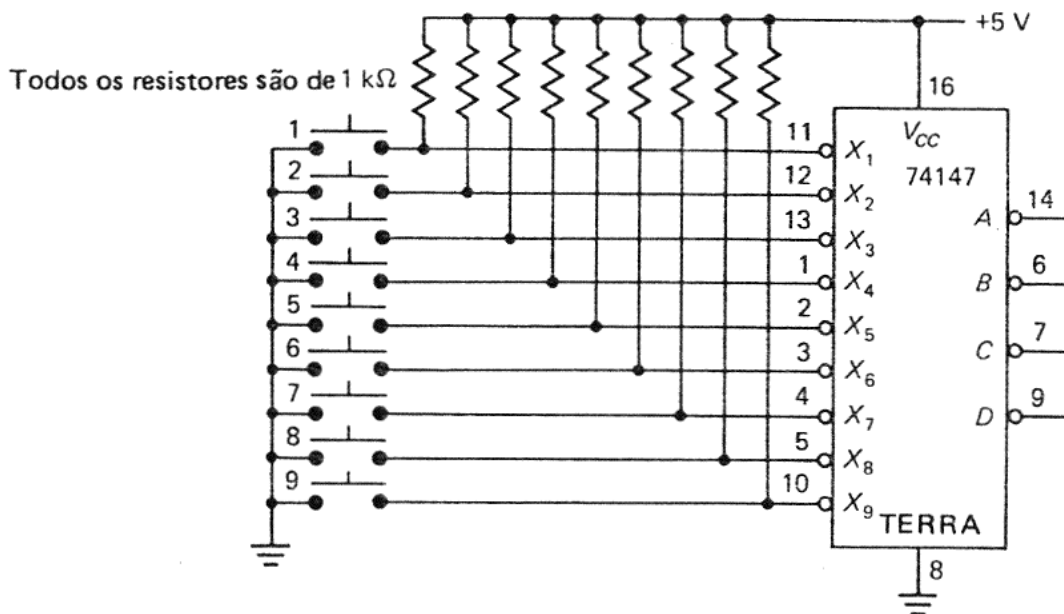 +5 V
Todos os resistores são de 1 kΩ
16
1
11
X1
VCC
2
12
X2
74147
3
13
X3
A
14
4
1
X4
B
6
5
2
X5
6
3
X6
C
7
7
4
X7
D
9
8
5
X8
9
10
X9
TERRA
8